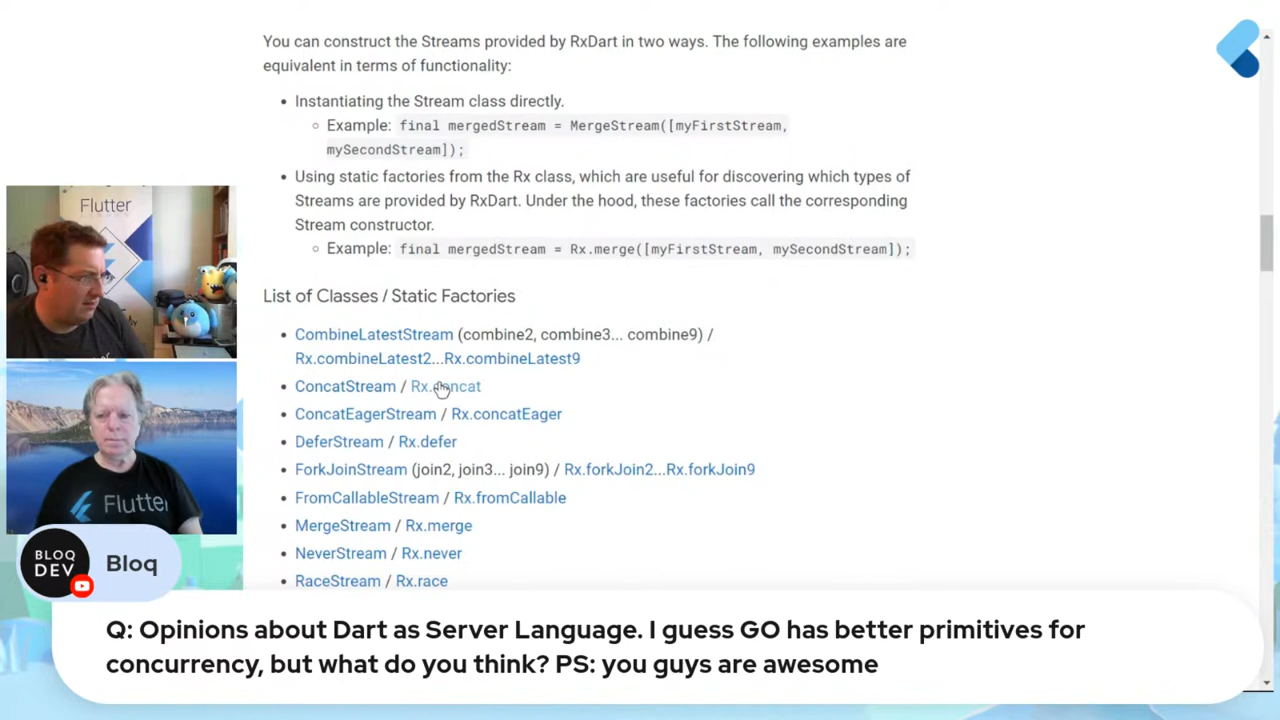 You can construct the Streams provided by RxDart in two ways. The following examples are
equivalent in terms of functionality:
• Instantiating the Stream class directly.
Example: final mergedStream = MergeStream([myFirstStream,
mySecondStream]);
• Using static factories from the Rx class, which are useful for discovering which types of
Streams are provided by RxDart. Under the hood, these factories call the corresponding
Stream constructor.
Example: final mergedStream = Rx.merge([myFirstStream, mySecondStream]);
List of Classes / Static Factories
• CombineLatestStream (combine2, combine3... combine9) /
Rx.combineLatest2...Rx.combineLatest9
• ConcatStream / Rx.concat
• ConcatEagerStream / Rx.concatEager
• DeferStream / Rx.defer
• ForkJoinStream (join2, join3... join9) / Rx.forkJoin2...Rx.forkJoin9
• FromCallableStream / Rx.fromCallable
• MergeStream / Rx.merge
• NeverStream / Rx.never
• RaceStream / Rx.race
Flutter
Flutter
BLOQ
DEV
Bloq
Q: Opinions about Dart as Server Language. I guess GO has better primitives for
concurrency, but what do you think? PS: you guys are awesome